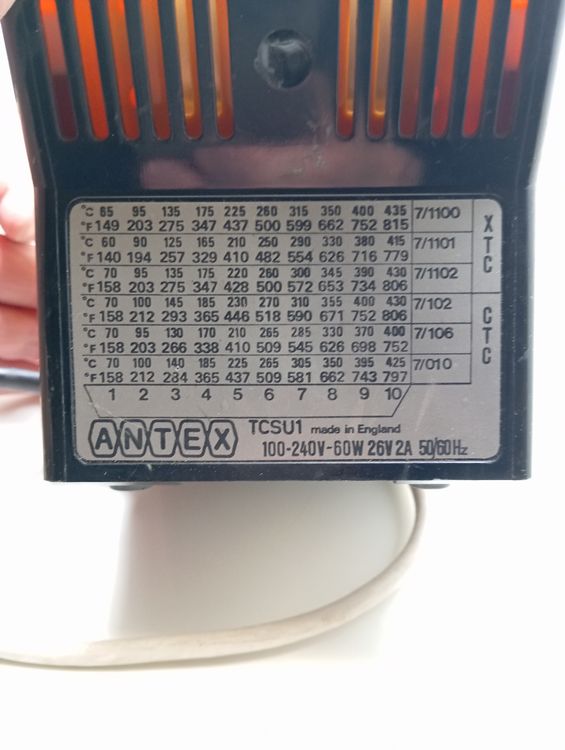 °C 65 95 135 175 225 260 315 350 400 435 7/1100
°F 149 203 275 347 437 500 599 662 752 815
°C 60 90 125 165 210 250 290 330 380 415 7/1101
°F 140 194 257 329 410 482 554 626 716 779
XTC
°C 70 95 135 175 220 260 300 345 390 430 7/1102
°F 158 203 275 347 428 500 572 653 734 806
°C 70 100 145 185 230 270 310 355 400 430 7/102
°F 158 212 293 365 446 518 590 671 752 806
°C 70 95 130 170 210 265 285 330 370 400 7/106
°F 158 203 266 338 410 509 545 626 698 752
CTC
°C 70 100 140 185 225 265 305 350 395 425 7/010
°F 158 212 284 365 437 509 581 662 743 797
1 2 3 4 5 6 7 8 9 10
ANTEX TCSU1 made in England
100-240V-60W 26V 2A 50/60Hz